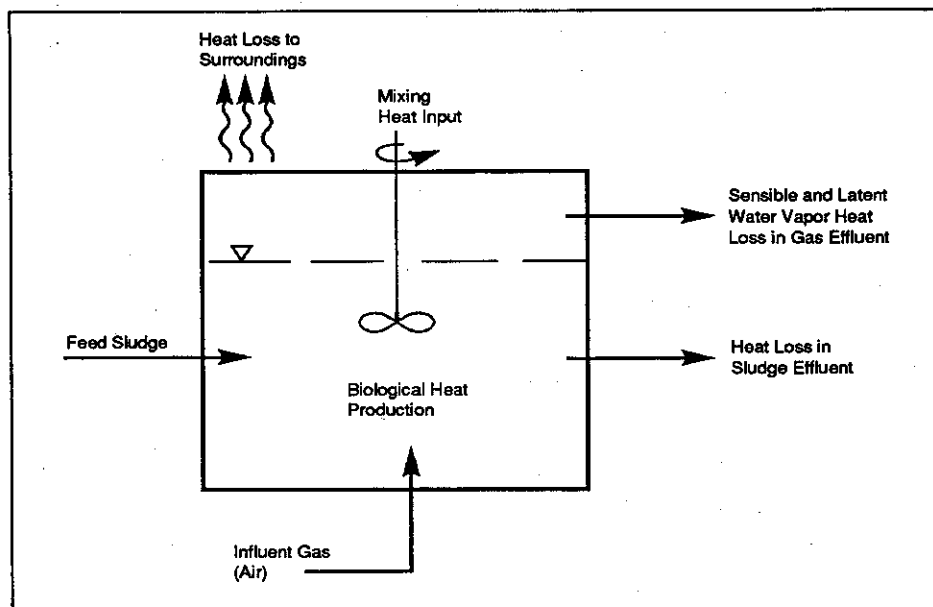 Heat Loss to
Surroundings
Mixing
Heat Input
Sensible and Latent
Water Vapor Heat
Loss in Gas Effluent
Feed Sludge
Heat Loss in
Sludge Effluent
Biological Heat
Production
Influent Gas
(Air)